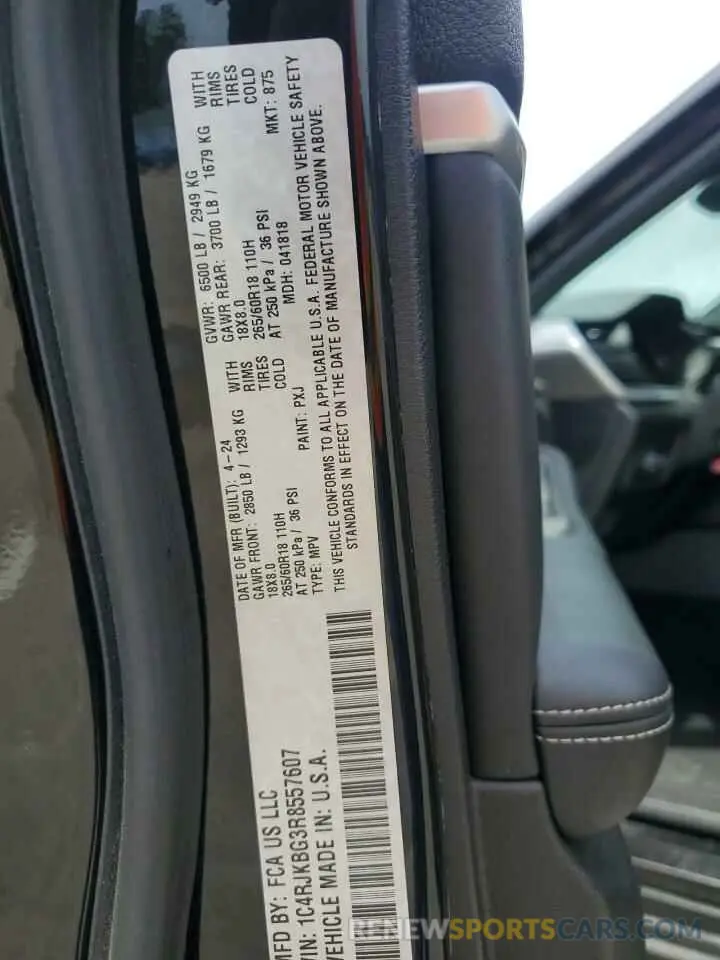 MFD BY: FCA US LLC
VIN: 1C4RJKBG3R8557607
VEHICLE MADE IN: U.S.A.
DATE OF MFR (BUILT): 4-24
GAWR FRONT: 2850 LB / 1293 KG WITH
18X8.0 RIMS
265/60R18 110H TIRES
AT 250 kPa / 36 PSI COLD
TYPE: MPV PAINT: PXJ
GVWR: 6500 LB / 2949 KG
GAWR REAR: 3700 LB / 1679 KG WITH
18X8.0 RIMS
265/60R18 110H TIRES
AT 250 kPa / 36 PSI COLD
MDH: 041818 MKT: 875
THIS VEHICLE CONFORMS TO ALL APPLICABLE U.S.A. FEDERAL MOTOR VEHICLE SAFETY
STANDARDS IN EFFECT ON THE DATE OF MANUFACTURE SHOWN ABOVE.
NEWSPORTSCARS.COM